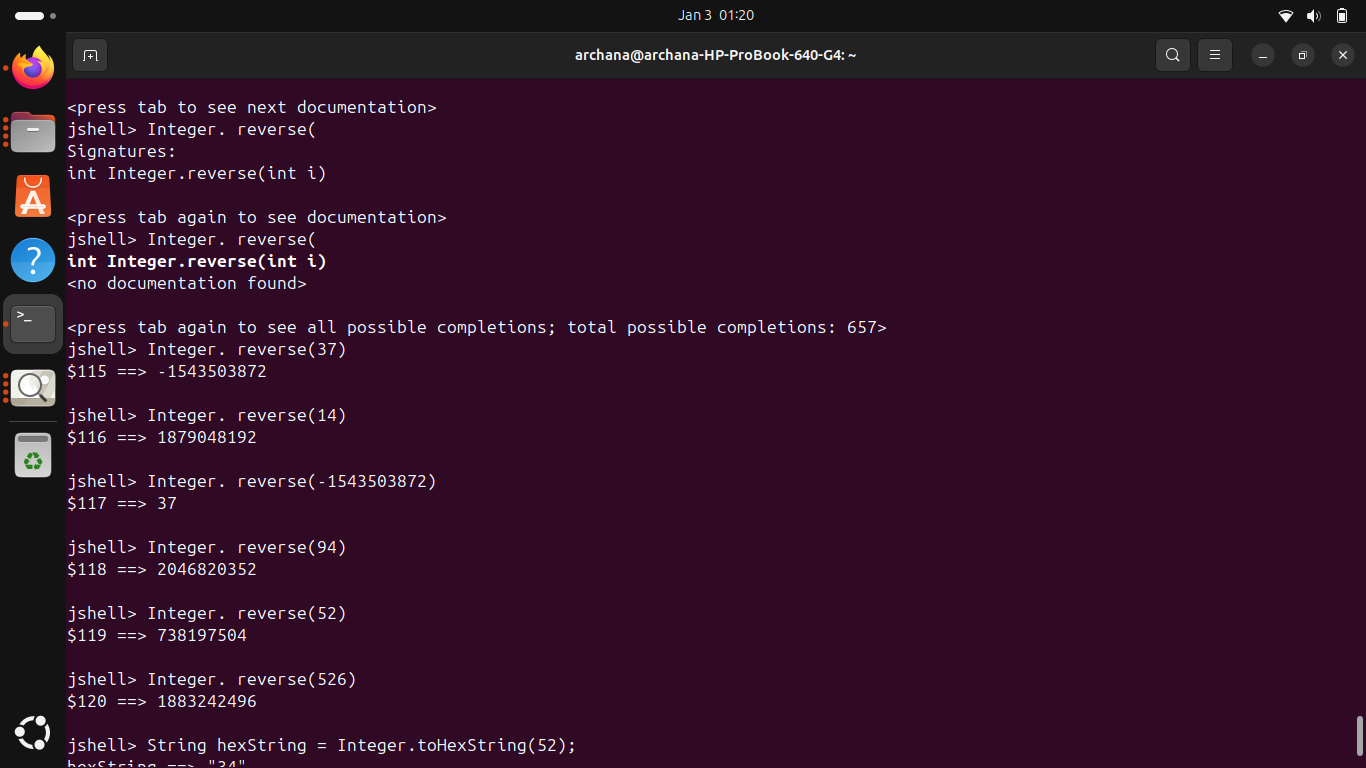 Jan 3 01:20
archana@archana-HP-ProBook-640-G4: ~
<press tab to see next documentation>
jshell> Integer. reverse(
Signatures:
int Integer.reverse(int i)
<press tab again to see documentation>
jshell> Integer. reverse(
int Integer.reverse(int i)
<no documentation found>
<press tab again to see all possible completions; total possible completions: 657>
jshell> Integer. reverse(37)
$115 ==> -1543503872
jshell> Integer. reverse(14)
$116 ==> 1879048192
jshell> Integer. reverse(-1543503872)
$117 ==> 37
jshell> Integer. reverse(94)
$118 ==> 2046820352
jshell> Integer. reverse(52)
$119 ==> 738197504
jshell> Integer. reverse(526)
$120 ==> 1883242496
jshell> String hexString = Integer.toHexString(52);
hexString ==> "34"